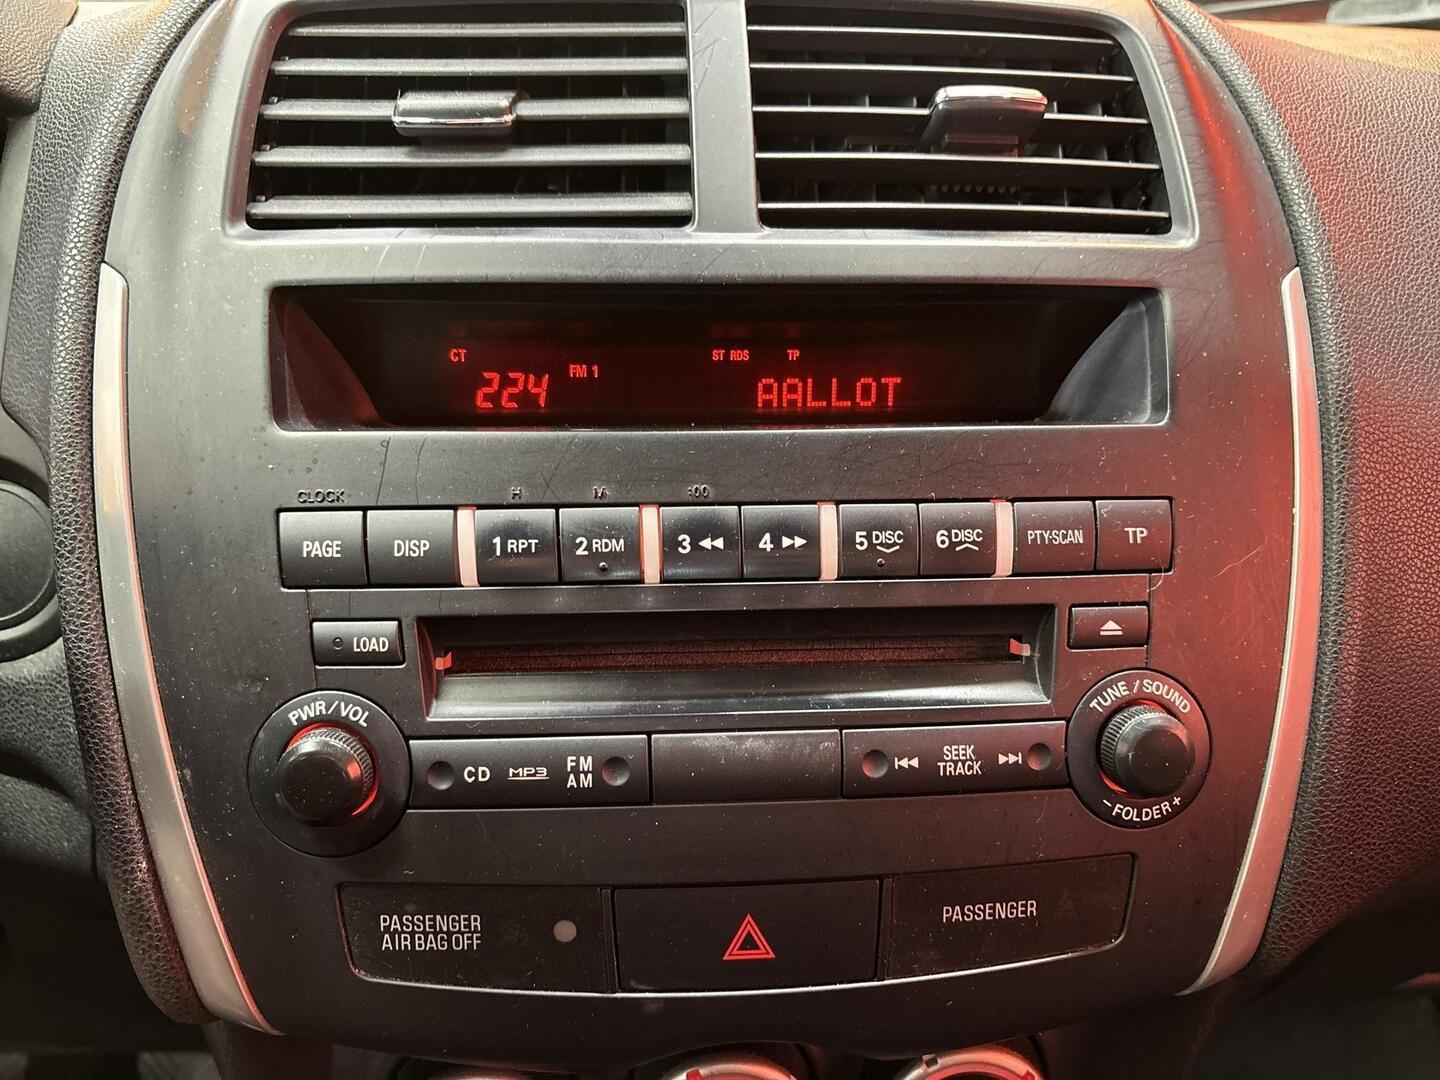 CT
ST RDS TP
224 FM 1 AALLOT
CLOCK H M :00
PAGE DISP 1 RPT 2 RDM 3 4 5 DISC 6 DISC PTY-SCAN TP
LOAD
PWR/VOL
TUNE / SOUND
CD MP3 FM AM
SEEK TRACK
−FOLDER+
PASSENGER
AIR BAG OFF
PASSENGER